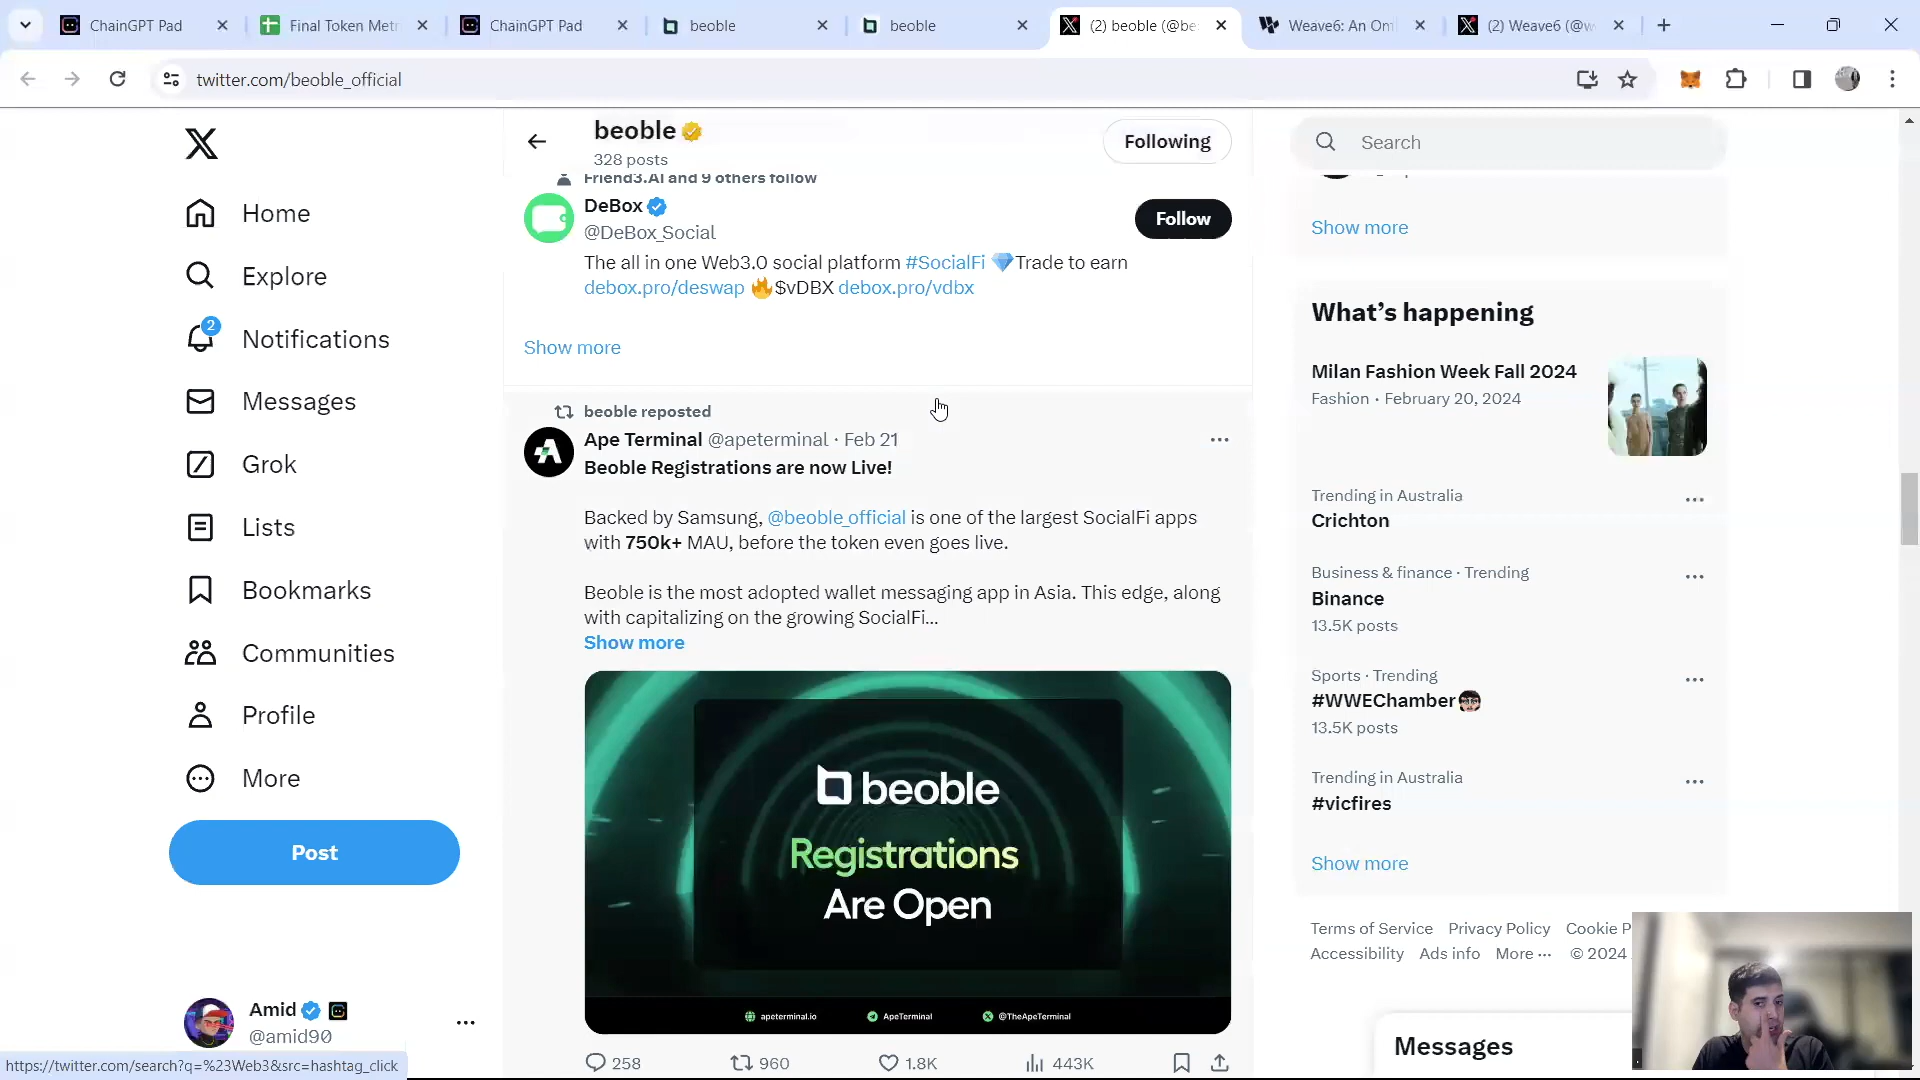 ChainGPT Pad
Final Token Metr
ChainGPT Pad
beoble
beoble
(2) beoble (@be
Weave6: An Om
(2) Weave6 (@w
twitter.com/beoble_official
Home
Explore
2
Notifications
Messages
Grok
Lists
Bookmarks
Communities
Profile
More
Post
Amid
@amid90
https://twitter.com/search?q=%23Web3&src=hashtag_click
beoble
328 posts
Following
Friend3.AI and 9 others follow
DeBox
@DeBox_Social
Follow
The all in one Web3.0 social platform #SocialFi 💎Trade to earn
debox.pro/deswap 🔥$vDBX debox.pro/vdbx
Show more
beoble reposted
Ape Terminal @apeterminal · Feb 21
Beoble Registrations are now Live!
Backed by Samsung, @beoble_official is one of the largest SocialFi apps
with 750k+ MAU, before the token even goes live.
Beoble is the most adopted wallet messaging app in Asia. This edge, along
with capitalizing on the growing SocialFi...
Show more
beoble
Registrations
Are Open
apeterminal.io
ApeTerminal
@TheApeTerminal
258
960
1.8K
443K
Search
Show more
What's happening
Milan Fashion Week Fall 2024
Fashion · February 20, 2024
Trending in Australia
Crichton
Business & finance · Trending
Binance
13.5K posts
Sports · Trending
#WWEChamber
13.5K posts
Trending in Australia
#vicfires
Show more
Terms of Service Privacy Policy Cookie P
Accessibility Ads info More ··· © 2024
Messages